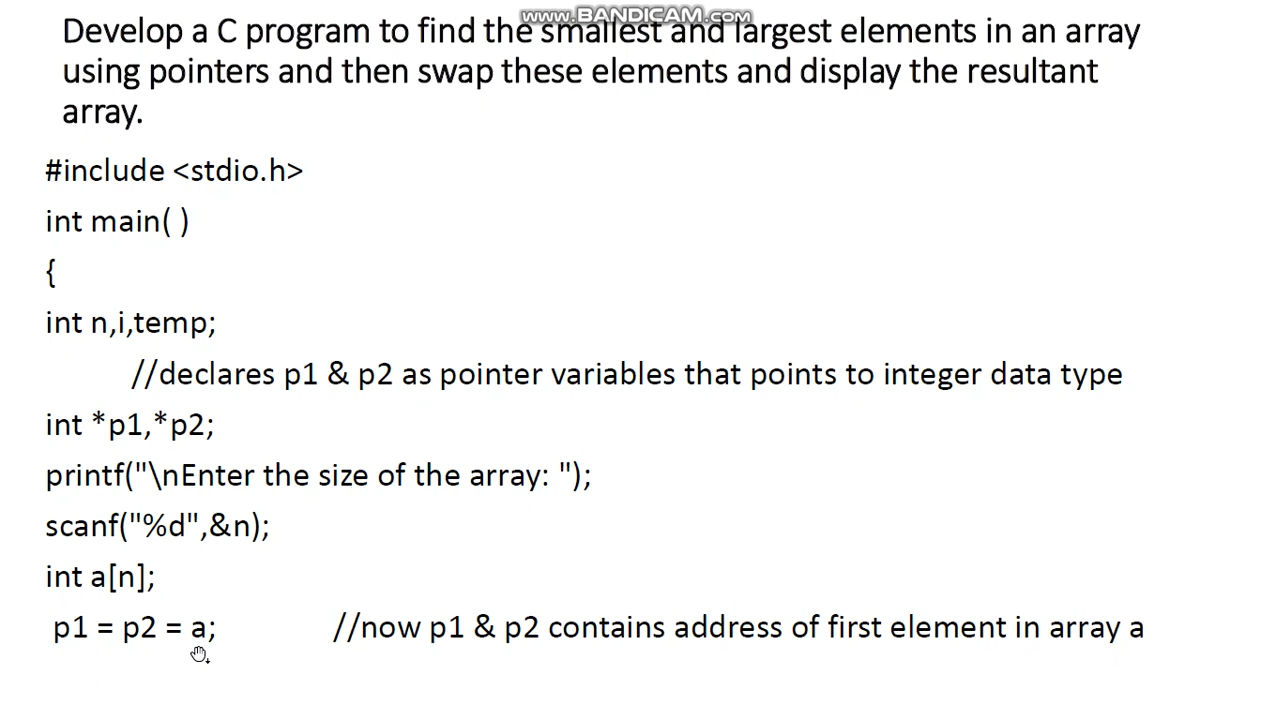 www.BANDICAM.com
Develop a C program to find the smallest and largest elements in an array
using pointers and then swap these elements and display the resultant
array.
#include <stdio.h>
int main( )
{
int n,i,temp;
//declares p1 & p2 as pointer variables that points to integer data type
int *p1,*p2;
printf("\nEnter the size of the array: ");
scanf("%d",&n);
int a[n];
p1 = p2 = a; //now p1 & p2 contains address of first element in array a